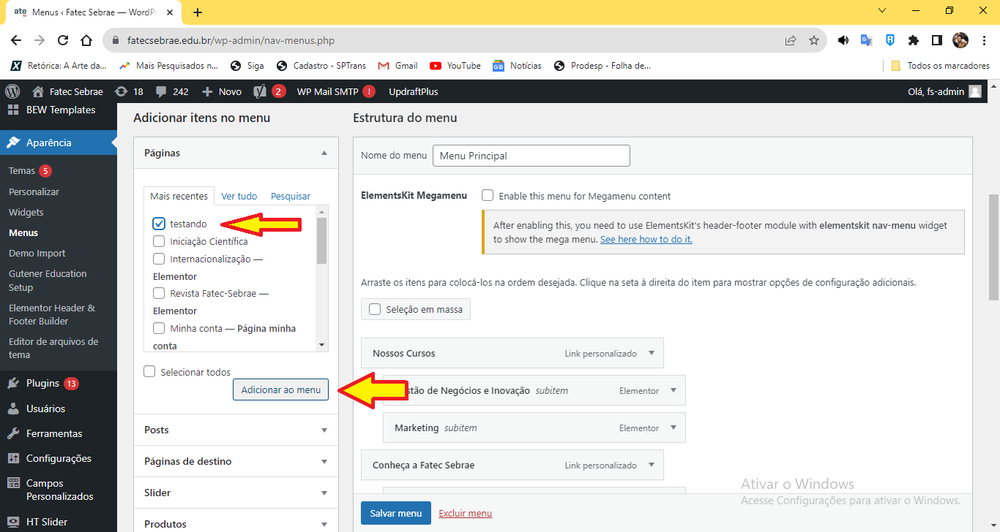 ate
Menus ‹ Fatec Sebrae — WordPr
fatecsebrae.edu.br/wp-admin/nav-menus.php
Retórica: A Arte da...
Mais Pesquisados n...
Siga
Cadastro - SPTrans
Gmail
YouTube
Notícias
Prodesp - Folha de...
Todos os marcadores
Fatec Sebrae
18
242
Novo
2
WP Mail SMTP !
UpdraftPlus
Olá, fs-admin
BEW Templates
Aparência
Temas 5
Personalizar
Widgets
Menus
Demo Import
Gutener Education
Setup
Elementor Header &
Footer Builder
Editor de arquivos de
tema
Plugins 13
Usuários
Ferramentas
Configurações
Campos
Personalizados
HT Slider
Adicionar itens no menu
Páginas
Mais recentes
Ver tudo
Pesquisar
testando
Iniciação Científica
Internacionalização —
Elementor
Revista Fatec-Sebrae —
Elementor
Minha conta — Página minha
conta
Selecionar todos
Adicionar ao menu
Posts
Páginas de destino
Slider
Produtos
Estrutura do menu
Nome do menu
Menu Principal
ElementsKit Megamenu
Enable this menu for Megamenu content
After enabling this, you need to use ElementsKit's header-footer module with elementskit nav-menu widget
to show the mega menu. See here how to do it.
Arraste os itens para colocá-los na ordem desejada. Clique na seta à direita do item para mostrar opções de configuração adicionais.
Seleção em massa
Nossos Cursos
Link personalizado
de Negócios e Inovação subitem
Elementor
Marketing subitem
Elementor
Conheça a Fatec Sebrae
Link personalizado
Salvar menu
Excluir menu
Ativar o Windows
Acesse Configurações para ativar o Windows.